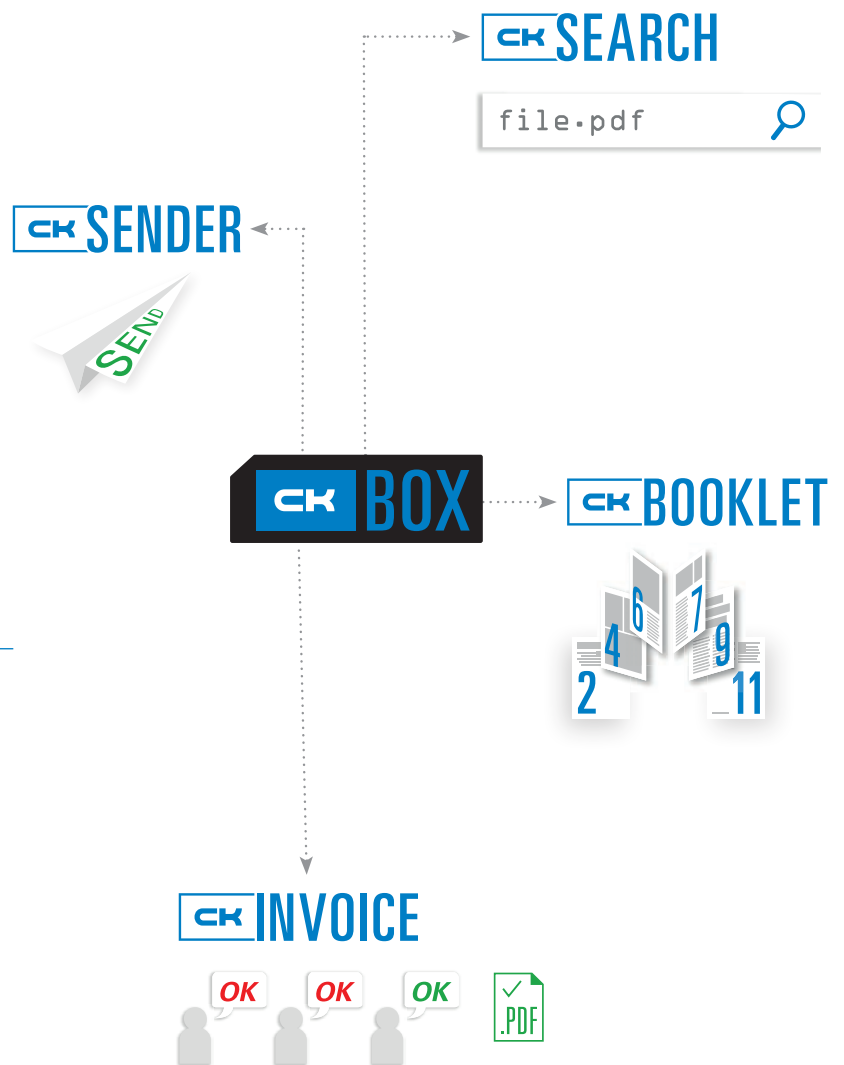 CK SEARCH
file.pdf
CK SENDER
SEND
CK BOX
CK BOOKLET
6 7
4 9
2 11
CK INVOICE
OK OK OK
.PDF